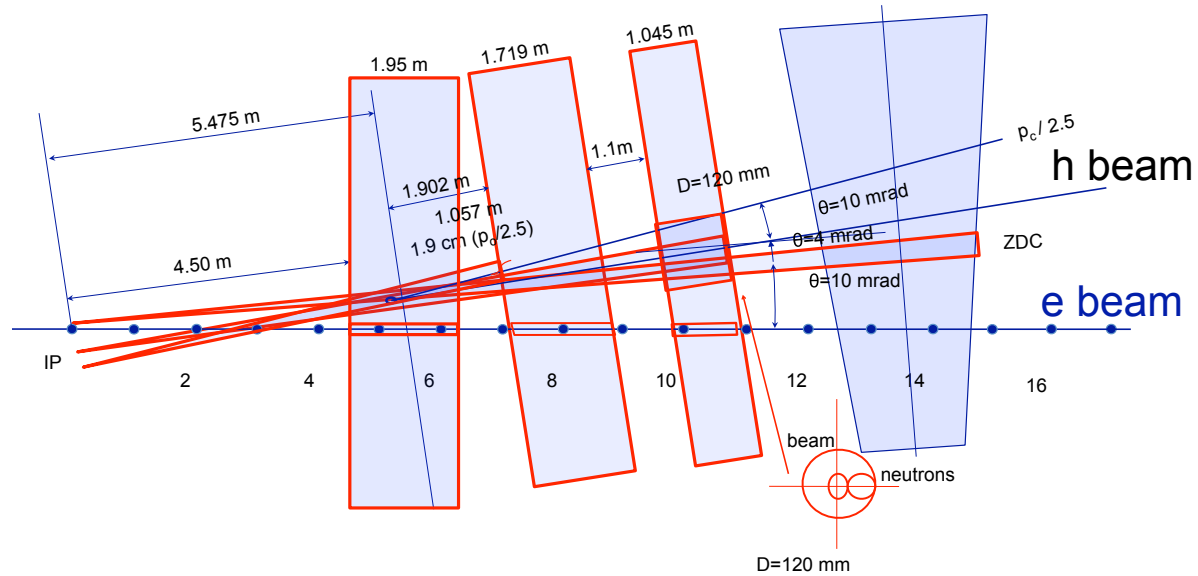 1.045 m
1.719 m
1.95 m
5.475 m
p_c / 2.5
1.1m
h beam
D=120 mm
1.902 m
θ=10 mrad
1.057 m
1.9 cm (p_c/2.5)
θ=4 mrad
ZDC
4.50 m
θ=10 mrad
e beam
IP
2
4
6
8
10
12
14
16
beam
neutrons
D=120 mm